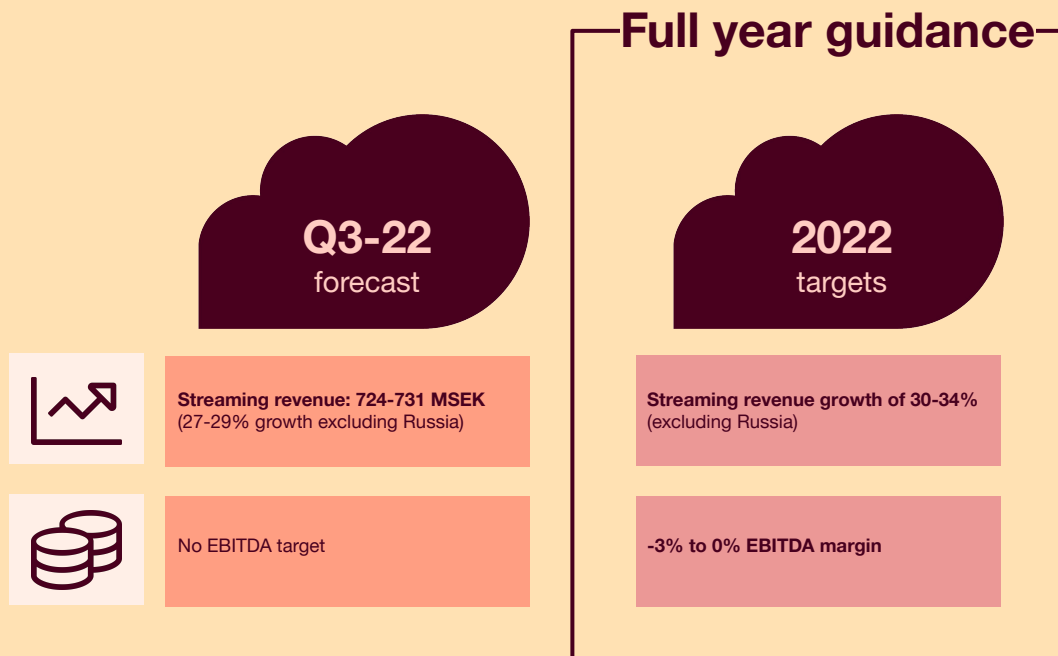 Full year guidance
Q3-22
forecast
2022
targets
Streaming revenue: 724-731 MSEK
(27-29% growth excluding Russia)
Streaming revenue growth of 30-34%
(excluding Russia)
No EBITDA target
-3% to 0% EBITDA margin